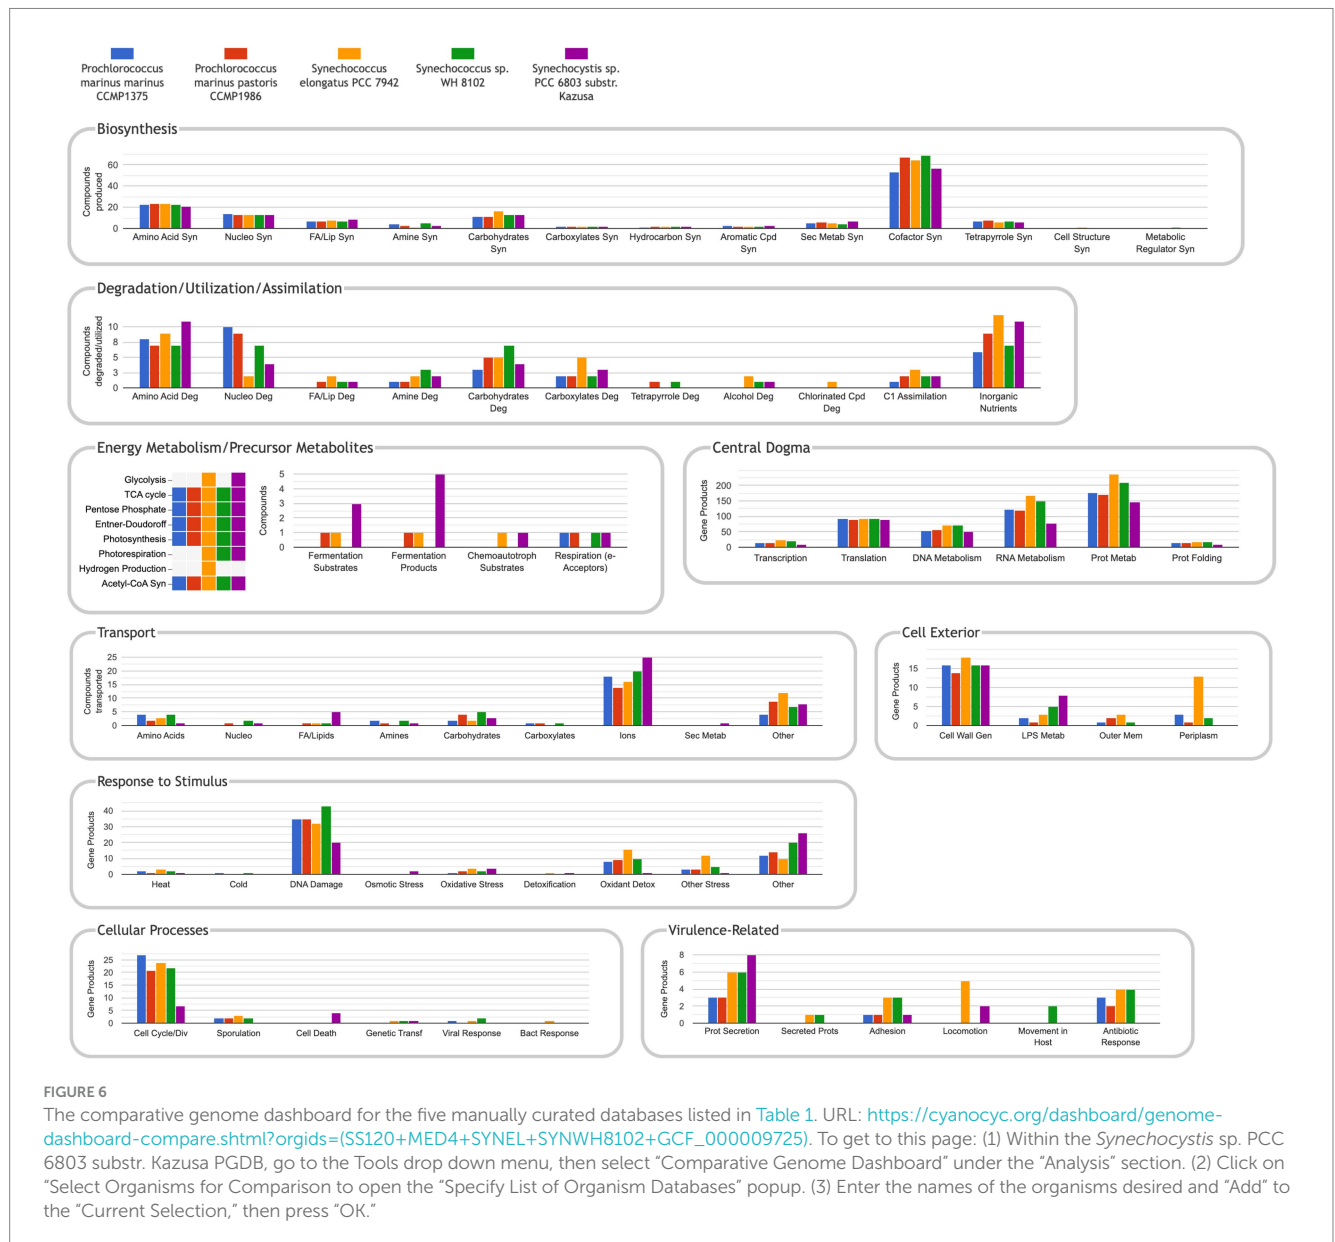 Prochlorococcus
marinus marinus
CCMP1375
Prochlorococcus
marinus pastoris
CCMP1986
Synechococcus
elongatus PCC 7942
Synechococcus sp.
WH 8102
Synechocystis sp.
PCC 6803 substr.
Kazusa
Biosynthesis
Compounds
produced
60
40
20
0
Amino Acid Syn
Nucleo Syn
FA/Lip Syn
Amine Syn
Carbohydrates
Syn
Carboxylates Syn
Hydrocarbon Syn
Aromatic Cpd
Syn
Sec Metab Syn
Cofactor Syn
Tetrapyrrole Syn
Cell Structure
Syn
Metabolic
Regulator Syn
Degradation/Utilization/Assimilation
Compounds
degraded/utilized
10
8
5
3
0
Amino Acid Deg
Nucleo Deg
FA/Lip Deg
Amine Deg
Carbohydrates
Deg
Carboxylates Deg
Tetrapyrrole Deg
Alcohol Deg
Chlorinated Cpd
Deg
C1 Assimilation
Inorganic
Nutrients
Energy Metabolism/Precursor Metabolites
Glycolysis
TCA cycle
Pentose Phosphate
Entner-Doudoroff
Photosynthesis
Photorespiration
Hydrogen Production
Acetyl-CoA Syn
Compounds
5
4
3
2
1
0
Fermentation
Substrates
Fermentation
Products
Chemoautotroph
Substrates
Respiration (e-
Acceptors)
Central Dogma
Gene Products
200
150
100
50
0
Transcription
Translation
DNA Metabolism
RNA Metabolism
Prot Metab
Prot Folding
Transport
Compounds
transported
25
20
15
10
5
0
Amino Acids
Nucleo
FA/Lipids
Amines
Carbohydrates
Carboxylates
Ions
Sec Metab
Other
Cell Exterior
Gene Products
15
10
5
0
Cell Wall Gen
LPS Metab
Outer Mem
Periplasm
Response to Stimulus
Gene Products
40
30
20
10
0
Heat
Cold
DNA Damage
Osmotic Stress
Oxidative Stress
Detoxification
Oxidant Detox
Other Stress
Other
Cellular Processes
Gene Products
25
20
15
10
5
0
Cell Cycle/Div
Sporulation
Cell Death
Genetic Transf
Viral Response
Bact Response
Virulence-Related
Gene Products
8
6
4
2
0
Prot Secretion
Secreted Prots
Adhesion
Locomotion
Movement in
Host
Antibiotic
Response
FIGURE 6
The comparative genome dashboard for the five manually curated databases listed in Table 1. URL: https://cyanocyc.org/dashboard/genome-
dashboard-compare.shtml?orgids=(SS120+MED4+SYNEL+SYNWH8102+GCF_000009725). To get to this page: (1) Within the Synechocystis sp. PCC
6803 substr. Kazusa PGDB, go to the Tools drop down menu, then select “Comparative Genome Dashboard” under the “Analysis” section. (2) Click on
“Select Organisms for Comparison to open the “Specify List of Organism Databases” popup. (3) Enter the names of the organisms desired and “Add” to
the “Current Selection,” then press “OK.”